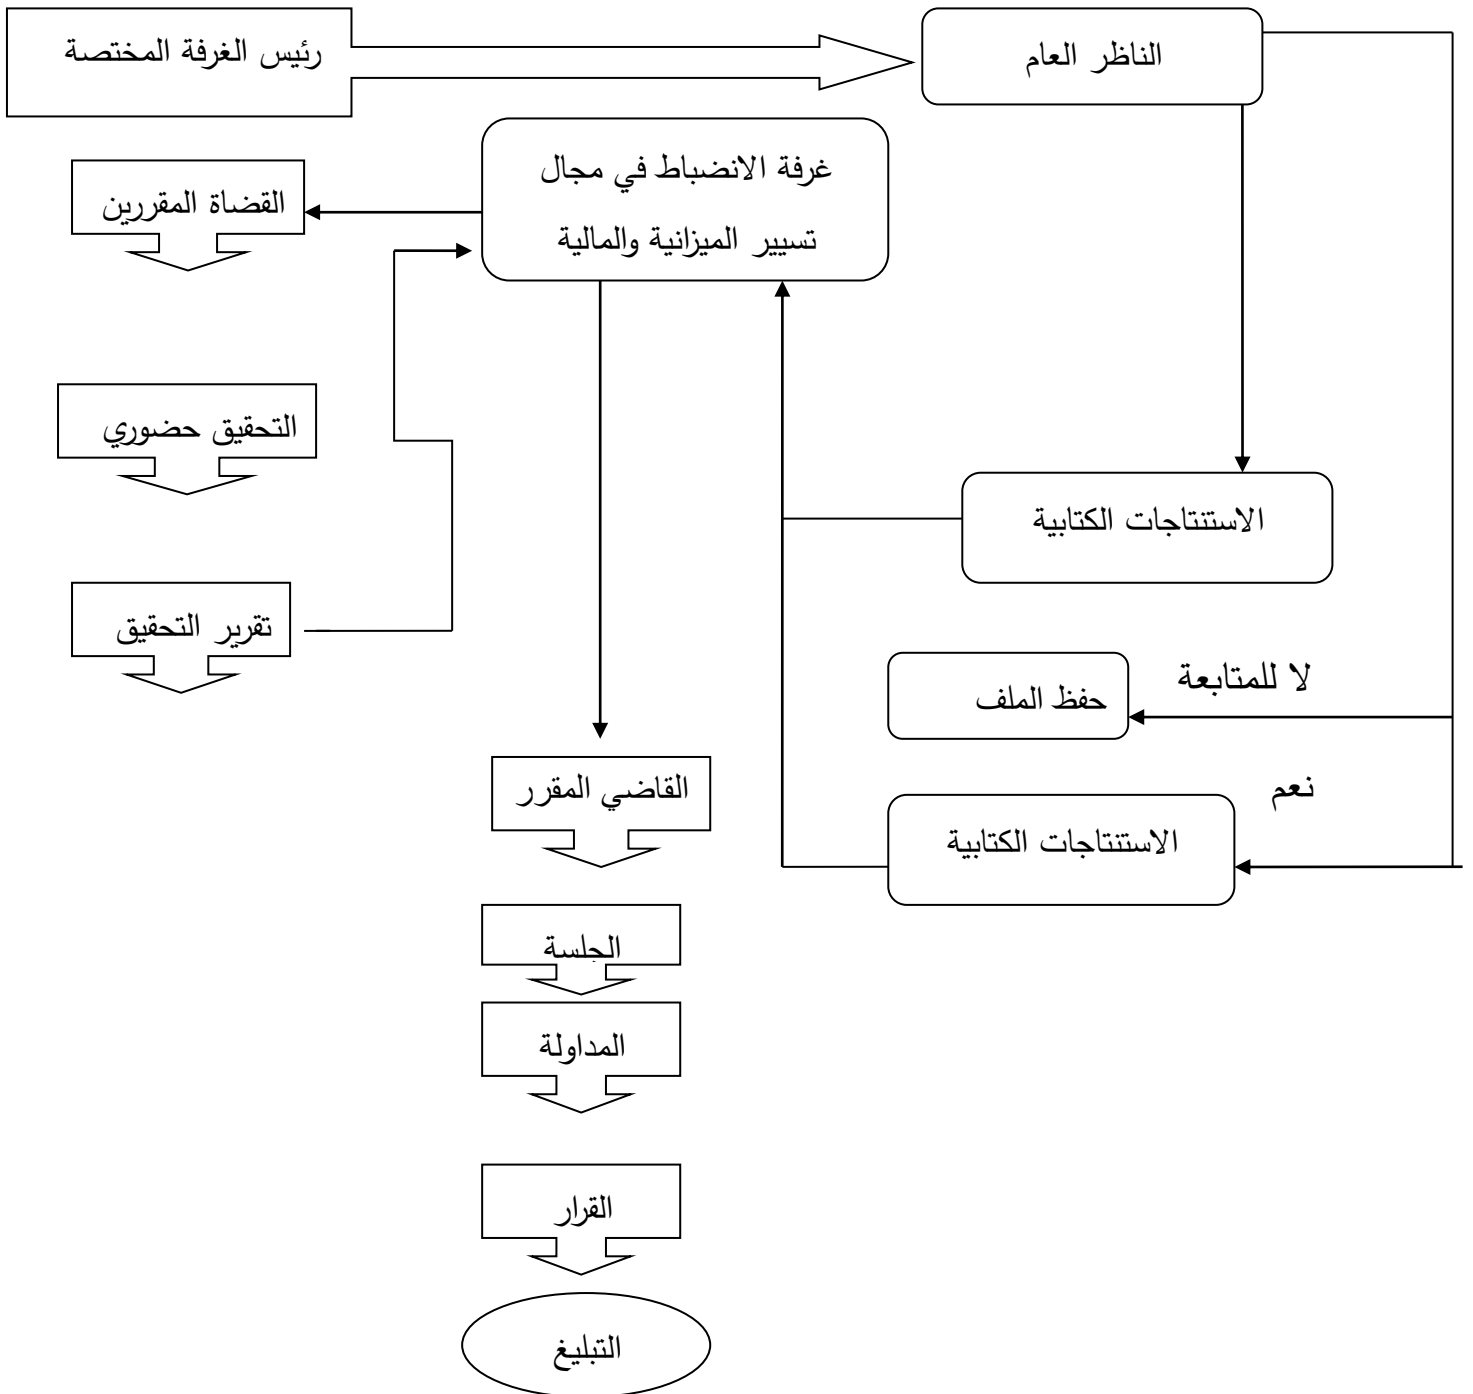 الناظر العام
رئيس الغرفة المختصة
غرفة الانضباط في مجال
تسيير الميزانية والمالية
القضاة المقررين
التحقيق حضوري
الاستنتاجات الكتابية
تقرير التحقيق
لا للمتابعة
حفظ الملف
نعم
القاضي المقرر
الاستنتاجات الكتابية
الجلسة
المداولة
القرار
التبليغ